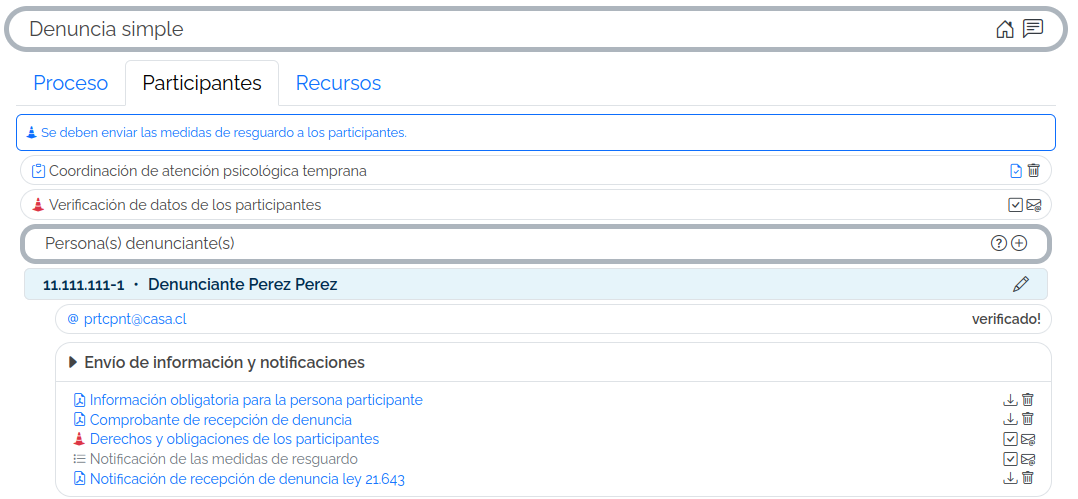 Denuncia simple
Proceso
Participantes
Recursos
Se deben enviar las medidas de resguardo a los participantes.
Coordinación de atención psicológica temprana
Verificación de datos de los participantes
Persona(s) denunciante(s)
11.111.111-1 • Denunciante Perez Perez
@ prtcpnt@casa.cl verificado!
Envío de información y notificaciones
Información obligatoria para la persona participante
Comprobante de recepción de denuncia
Derechos y obligaciones de los participantes
Notificación de las medidas de resguardo
Notificación de recepción de denuncia ley 21.643